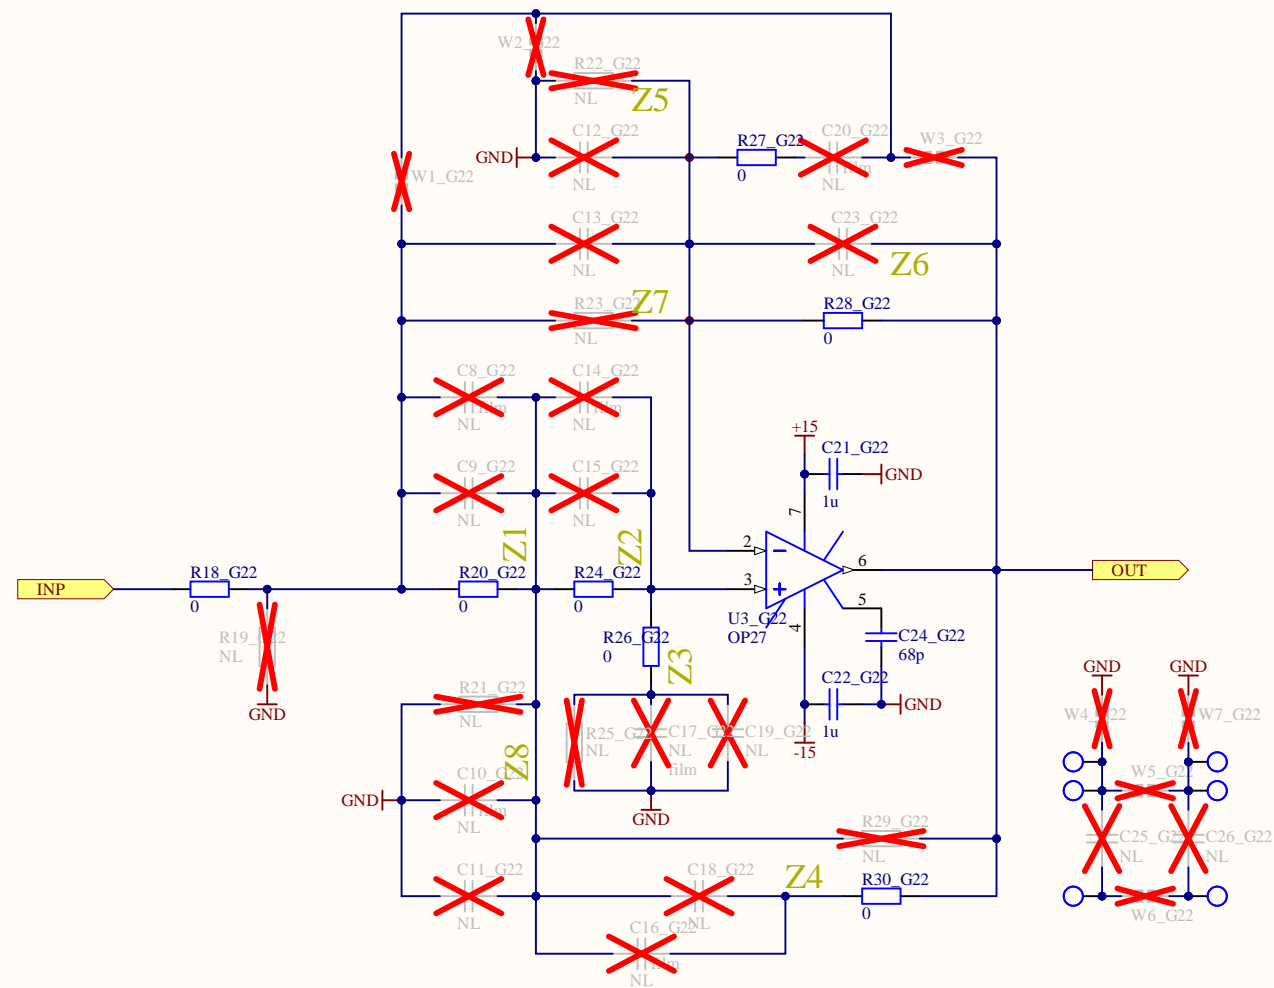 W2_G22
R22_G22
NL
Z5
C12_G22
GND
NL
R27_G22
0
C20_G22
film
NL
W3_G22
W1_G22
C13_G22
NL
C23_G22
NL
Z6
R23_G22
NL
Z7
R28_G22
0
C8_G22
film
NL
C14_G22
film
NL
C9_G22
NL
C15_G22
NL
Z1
Z2
+15
C21_G22
1u
GND
7
2
3
6
5
4
U3_G22
OP27
C24_G22
68p
C22_G22
1u
GND
-15
INP
R18_G22
0
R19_G22
NL
GND
R20_G22
0
R24_G22
0
R26_G22
0
Z3
OUT
R21_G22
NL
Z8
R25_G22
NL
C17_G22
NL
film
C19_G22
NL
GND
C10_G22
film
NL
GND
R29_G22
NL
C11_G22
NL
C18_G22
NL
Z4
R30_G22
0
C16_G22
film
NL
GND
GND
W4_G22
W7_G22
W5_G22
C25_G22
NL
C26_G22
NL
W6_G22